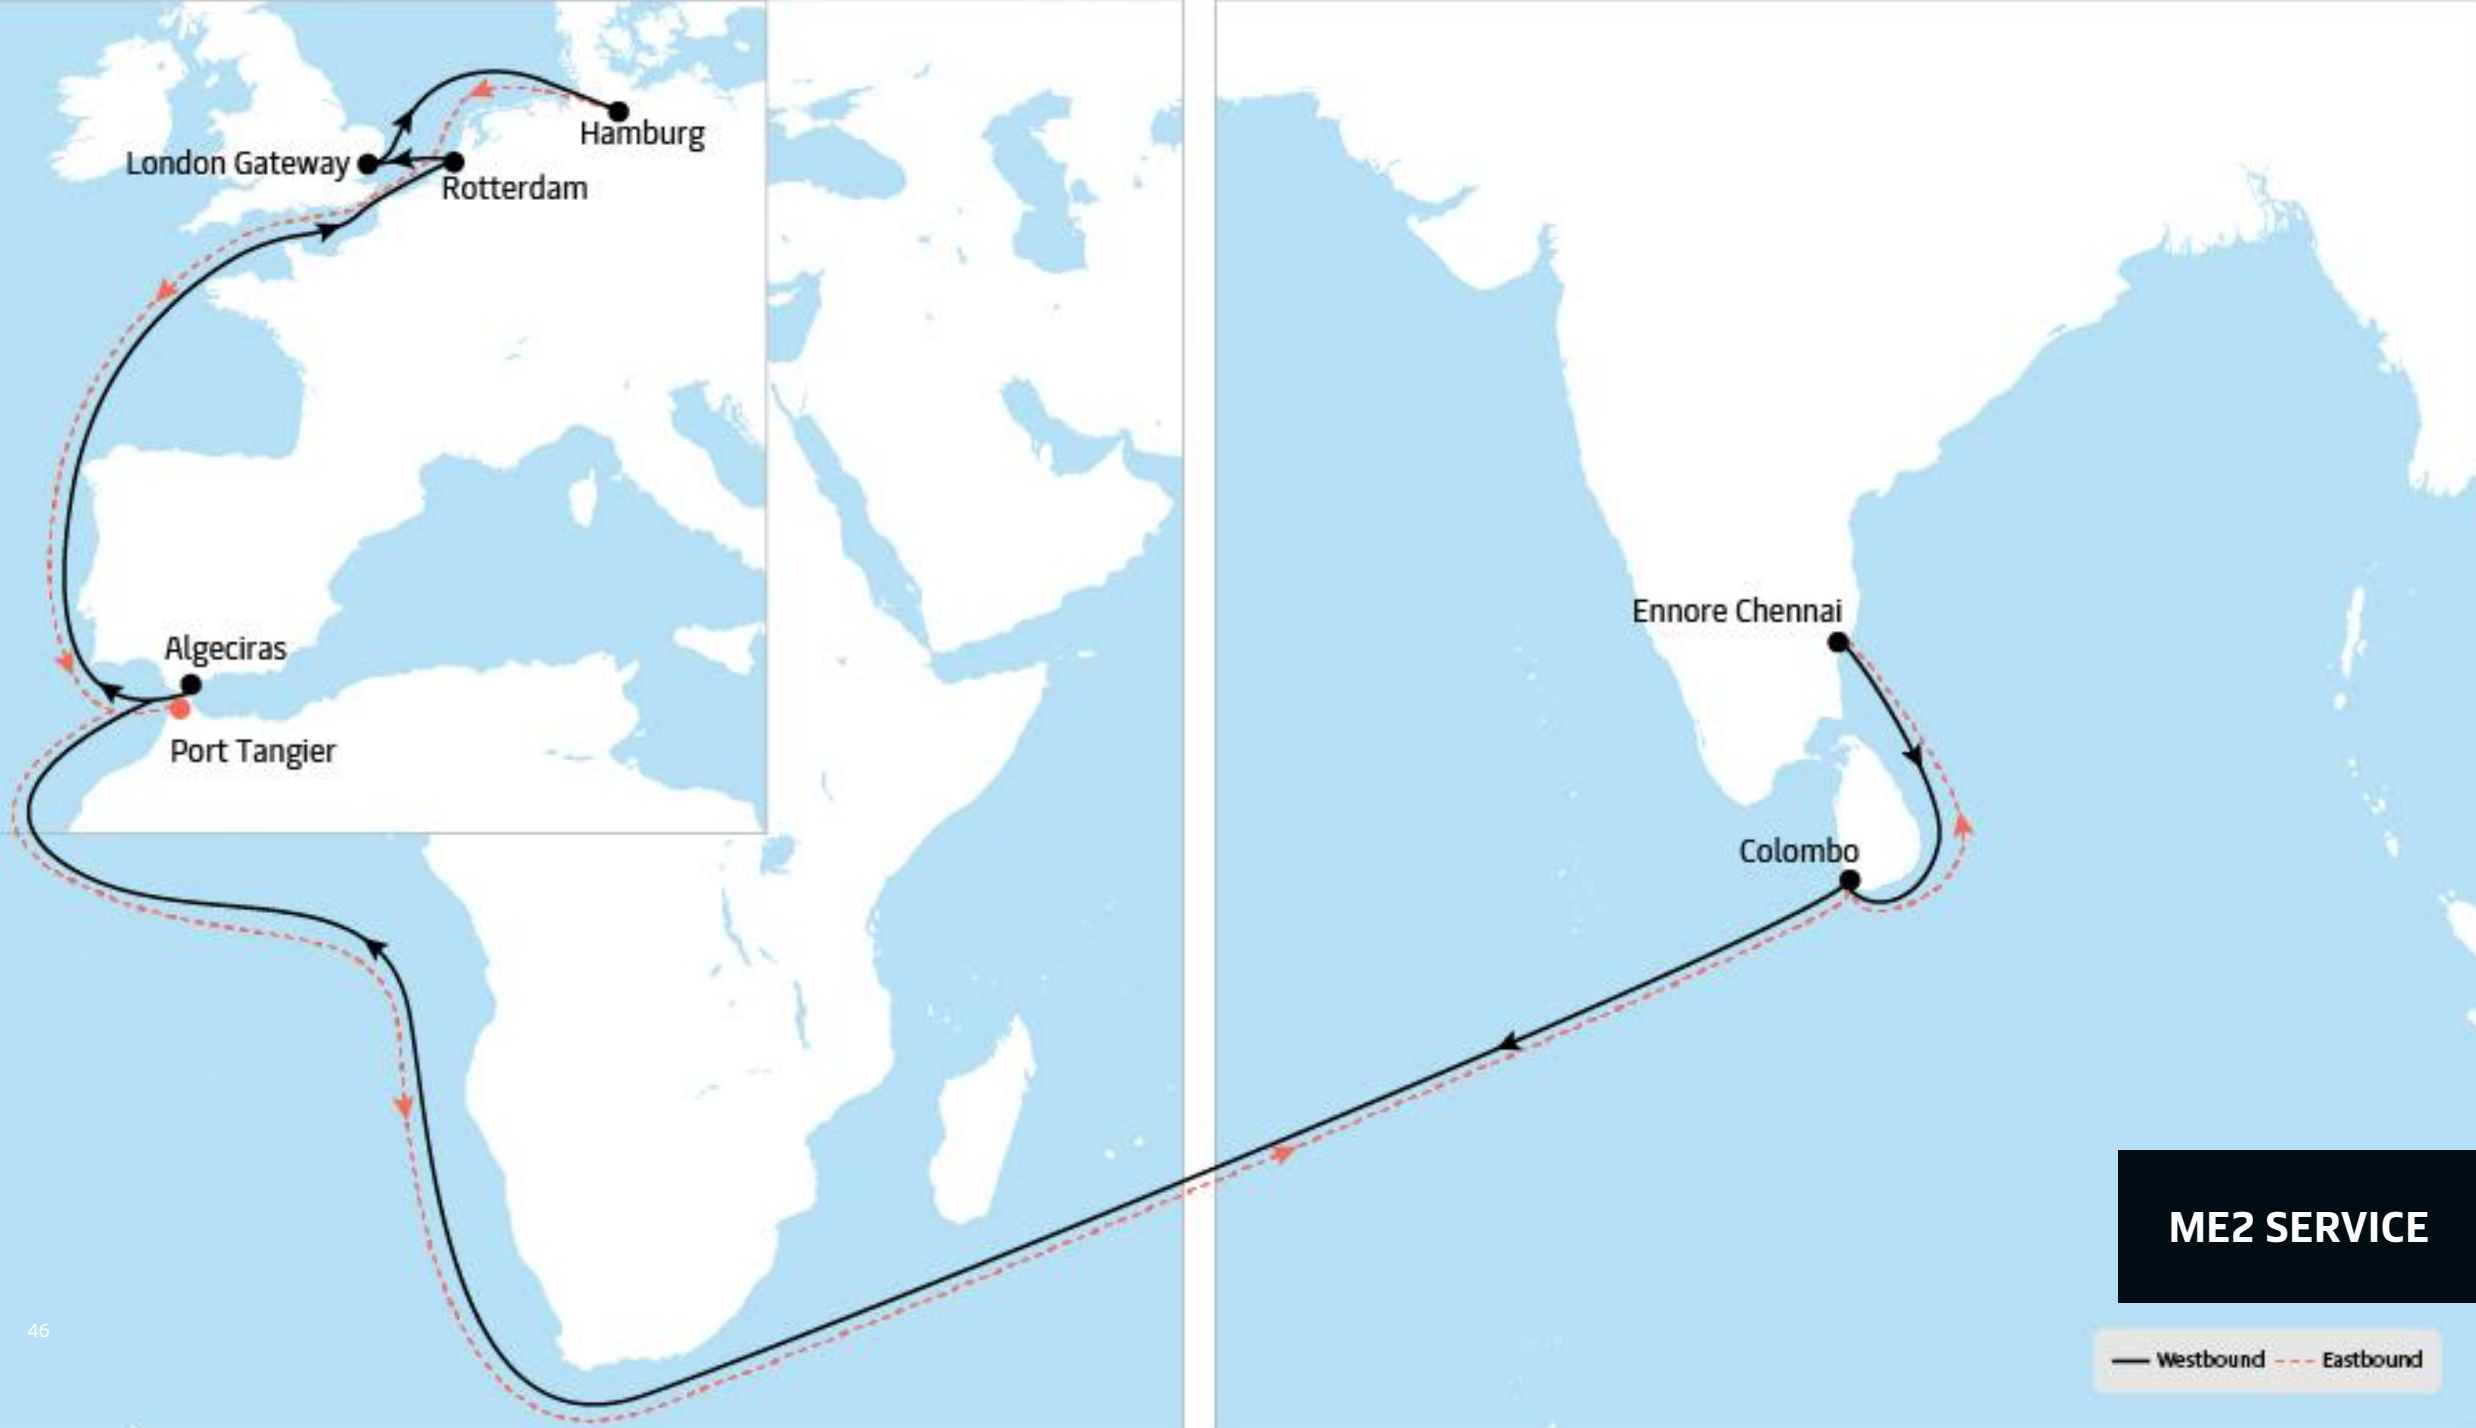 Hamburg
London Gateway
Rotterdam
Algeciras
Port Tangier
Ennore Chennai
Colombo
ME2 SERVICE
46
Westbound
Eastbound